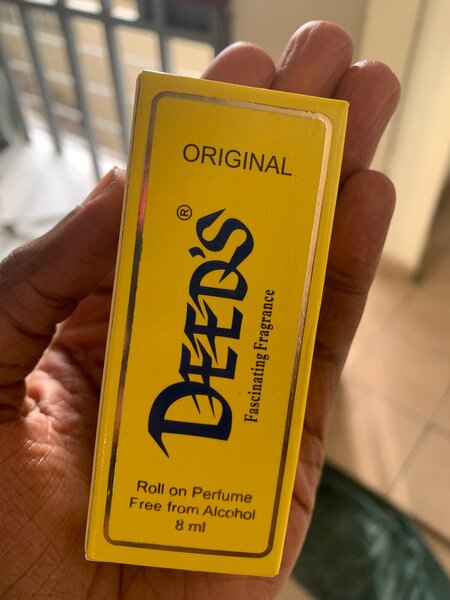 ORIGINAL
DEED'S®
Fascinating Fragrance
Roll on Perfume
Free from Alcohol
8 ml